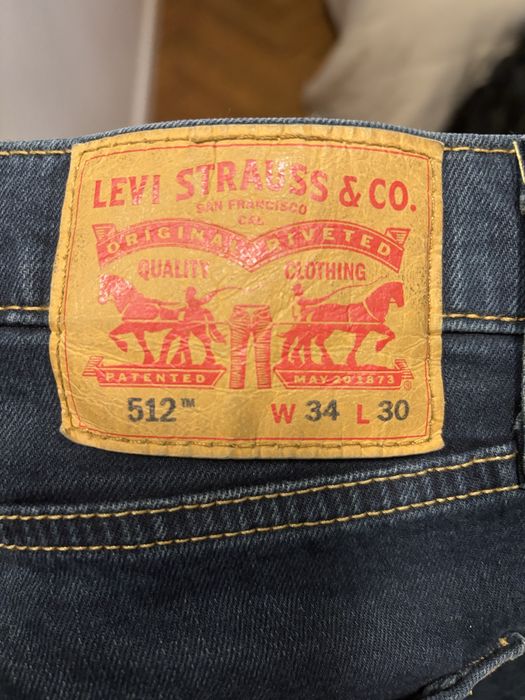 LEVI STRAUSS & CO.
SAN FRANCISCO
CAL
ORIGINAL RIVETED
QUALITY CLOTHING
PATENTED MAY 20 1873 ®
512™ W 34 L 30